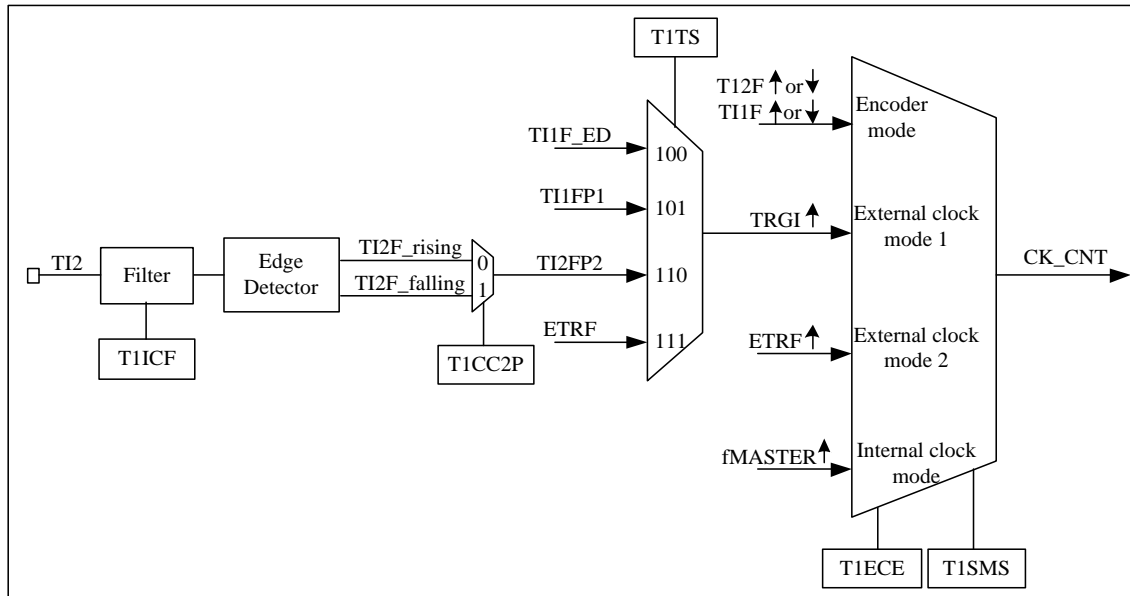 T1TS
T12F ↑ or ↓
TI1F ↑ or ↓
Encoder
mode
TI1F_ED
100
TI1FP1
101
TRGI ↑
External clock
mode 1
TI2
Filter
Edge
Detector
TI2F_rising
TI2F_falling
0
1
TI2FP2
110
CK_CNT
ETRF
111
ETRF ↑
External clock
mode 2
T1ICF
T1CC2P
fMASTER ↑
Internal clock
mode
T1ECE
T1SMS